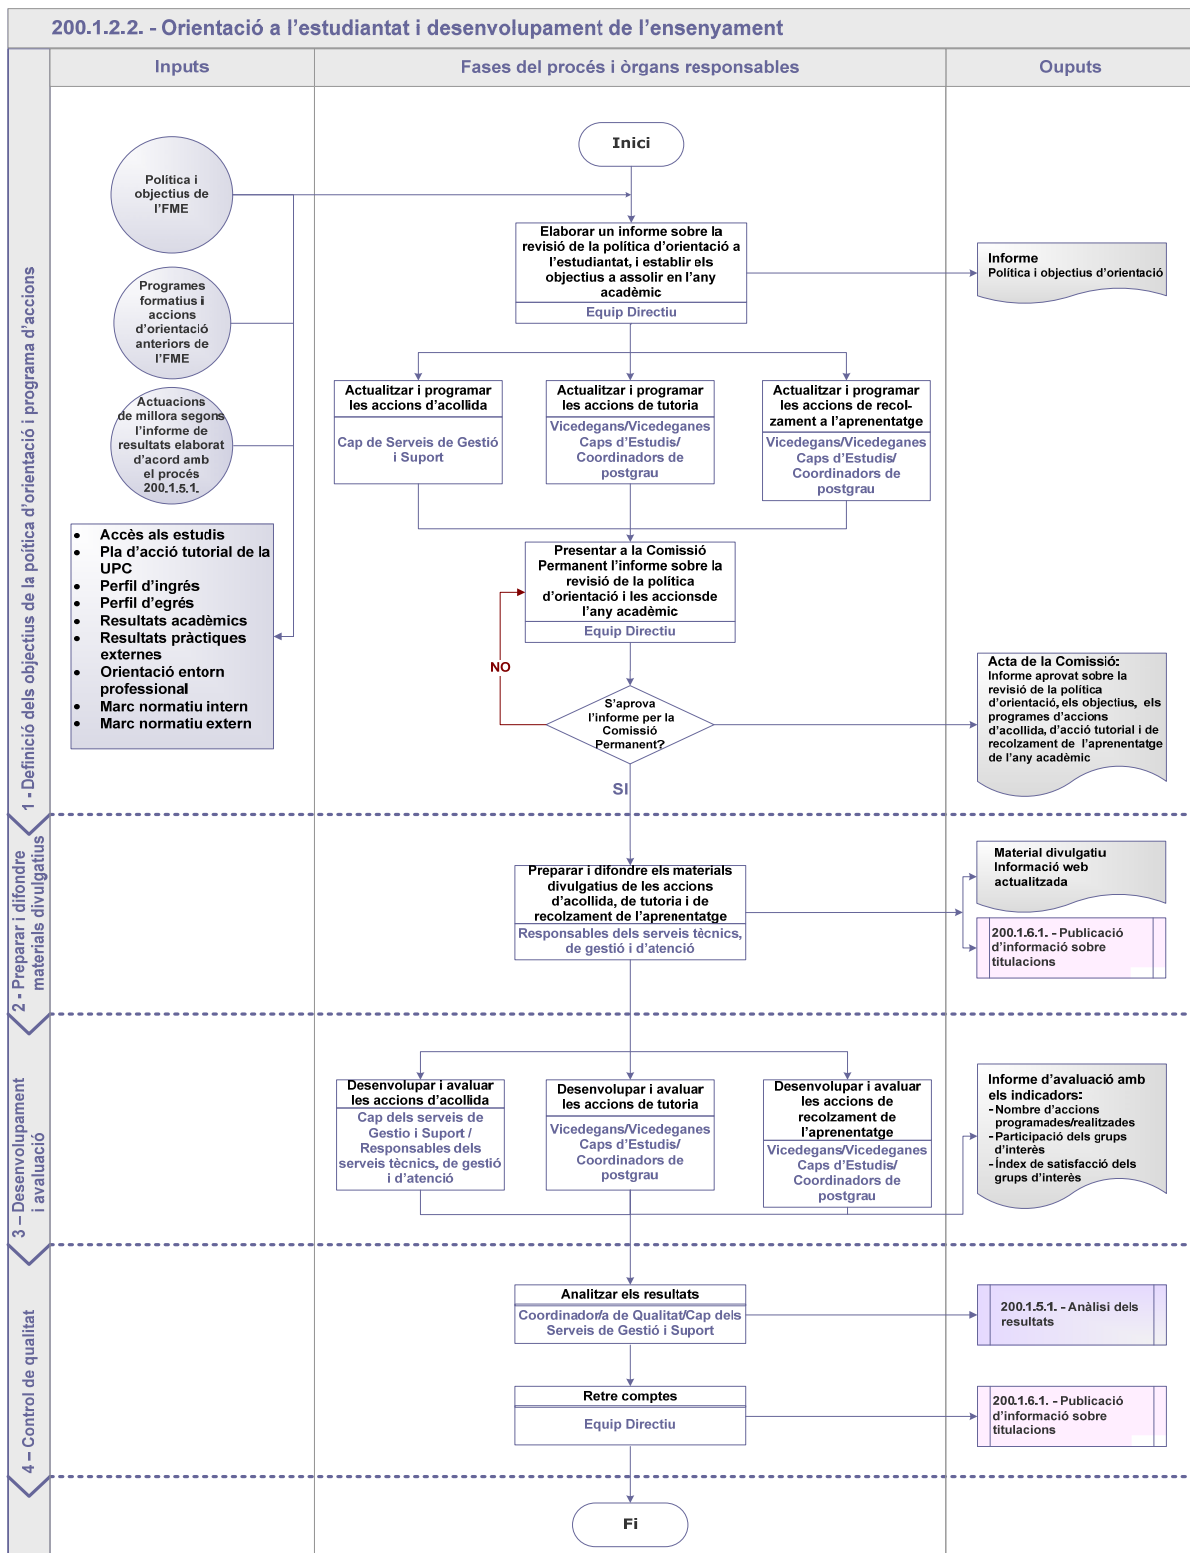 200.1.2.2. - Orientació a l'estudiantat i desenvolupament de l'ensenyament
Inputs
Fases del procés i òrgans responsables
Ouputs
1 - Definició dels objectius de la poítica d'orientació i programa d'accions
Política i
objectius de
l'FME
Programes
formatius i
accions
d'orientació
anteriors de
l'FME
Actuacions
de millora segons
l'informe de
resultats elaborat
d'acord amb
el procés
200.1.5.1.
Accès als estudis
Pla d'acció tutorial de la
UPC
Perfil d'ingrés
Perfil d'egrés
Resultats acadèmics
Resultats pràctiques
externes
Orientació entorn
professional
Marc normatiu intern
Marc normatiu extern
Inici
Elaborar un informe sobre la
revisió de la política d'orientació a
l'estudiantat, i establir els
objectius a assolir en l'any
acadèmic
Equip Directiu
Informe
Política i objectius d'orientació
Actualitzar i programar
les accions d'acollida
Cap de Serveis de Gestió
i Suport
Actualitzar i programar
les accions de tutoria
Vicedegans/Vicedeganes
Caps d'Estudis/
Coordinadors de
postgrau
Actualitzar i programar
les accions de recol-
zament a l'aprenentatge
Vicedegans/Vicedeganes
Caps d'Estudis/
Coordinadors de
postgrau
Presentar a la Comissió
Permanent l'informe sobre la
revisió de la política
d'orientació i les accionsde
l'any acadèmic
Equip Directiu
NO
S'aprova
l'informe per la
Comissió
Permanent?
SI
Acta de la Comissió:
Informe aprovat sobre la
revisió de la política
d'orientació, els objectius, els
programes d'accions
d'acollida, d'acció tutorial i de
recolzament de l'aprenentatge
de l'any acadèmic
2 - Preparar i difondre
materials divulgatius
Preparar i difondre els materials
divulgatius de les accions
d'acollida, de tutoria i de
recolzament de l'aprenentatge
Responsables dels serveis tècnics,
de gestió i d'atenció
Material divulgatiu
Informació web
actualitzada
200.1.6.1. - Publicació
d'informació sobre
titulacions
3 – Desenvolupament
i avaluació
Desenvolupar i avaluar
les accions d'acollida
Cap dels serveis de
Gestio i Suport /
Responsables dels
serveis tècnics, de gestió
i d'atenció
Desenvolupar i avaluar
les accions de tutoria
Vicedegans/Vicedeganes
Caps d'Estudis/
Coordinadors de
postgrau
Desenvolupar i avaluar
les accions de
recolzament de
l'aprenentatge
Vicedegans/Vicedeganes
Caps d'Estudis/
Coordinadors de
postgrau
Informe d'avaluació amb
els indicadors:
- Nombre d'accions
programades/realitzades
- Participació dels grups
d'interès
- Índex de satisfacció dels
grups d'interès
4 – Control de qualitat
Analitzar els resultats
Coordinador/a de Qualitat/Cap dels
Serveis de Gestió i Suport
200.1.5.1. - Anàlisi dels
resultats
Retre comptes
Equip Directiu
200.1.6.1. - Publicació
d'informació sobre
titulacions
Fi